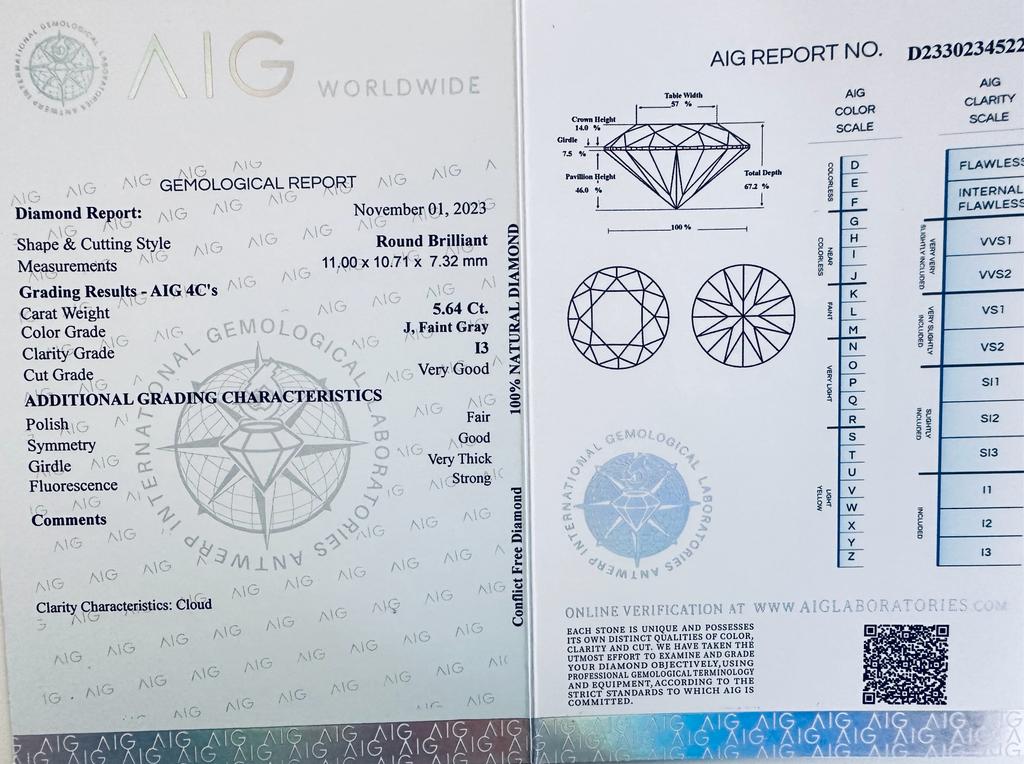 AIG
WORLDWIDE
GEMOLOGICAL REPORT
Diamond Report: November 01, 2023
Shape & Cutting Style Round Brilliant
Measurements 11,00 x 10.71 x 7.32 mm
Grading Results - AIG 4C's
Carat Weight 5.64 Ct.
Color Grade J, Faint Gray
Clarity Grade I3
Cut Grade Very Good
ADDITIONAL GRADING CHARACTERISTICS
Polish Fair
Symmetry Good
Girdle Very Thick
Fluorescence Strong
Comments
Clarity Characteristics: Cloud
INTERNATIONAL GEMOLOGICAL LABORATORIES ANTWERP
100% NATURAL DIAMOND
Conflict Free Diamond
AIG REPORT NO. D2330234522
Table Width
57 %
Crown Height
14.0 %
Girdle
7.5 %
Pavillion Height
46.0 %
Total Depth
67.2 %
100 %
INTERNATIONAL GEMOLOGICAL LABORATORIES ANTWERP
AIG
COLOR
SCALE
COLORLESS
D
E
F
NEAR
COLORLESS
G
H
I
J
FAINT
K
L
M
VERY LIGHT
N
O
P
Q
R
LIGHT
YELLOW
S
T
U
V
W
X
Y
Z
AIG
CLARITY
SCALE
FLAWLESS
INTERNAL
FLAWLESS
VERY VERY
SLIGHTLY INCLUDED
VVS1
VVS2
VERY SLIGHTLY
INCLUDED
VS1
VS2
SLIGHTLY
INCLUDED
SI1
SI2
SI3
INCLUDED
I1
I2
I3
ONLINE VERIFICATION AT WWW.AIGLABORATORIES.COM
EACH STONE IS UNIQUE AND POSSESSES
ITS OWN DISTINCT QUALITIES OF COLOR,
CLARITY AND CUT. WE HAVE TAKEN THE
UTMOST EFFORT TO EXAMINE AND GRADE
YOUR DIAMOND OBJECTIVELY,USING
PROFESSIONAL GEMOLOGICAL TERMINOLOGY
AND EQUIPMENT, ACCORDING TO THE
STRICT STANDARDS TO WHICH AIG IS
COMMITTED.